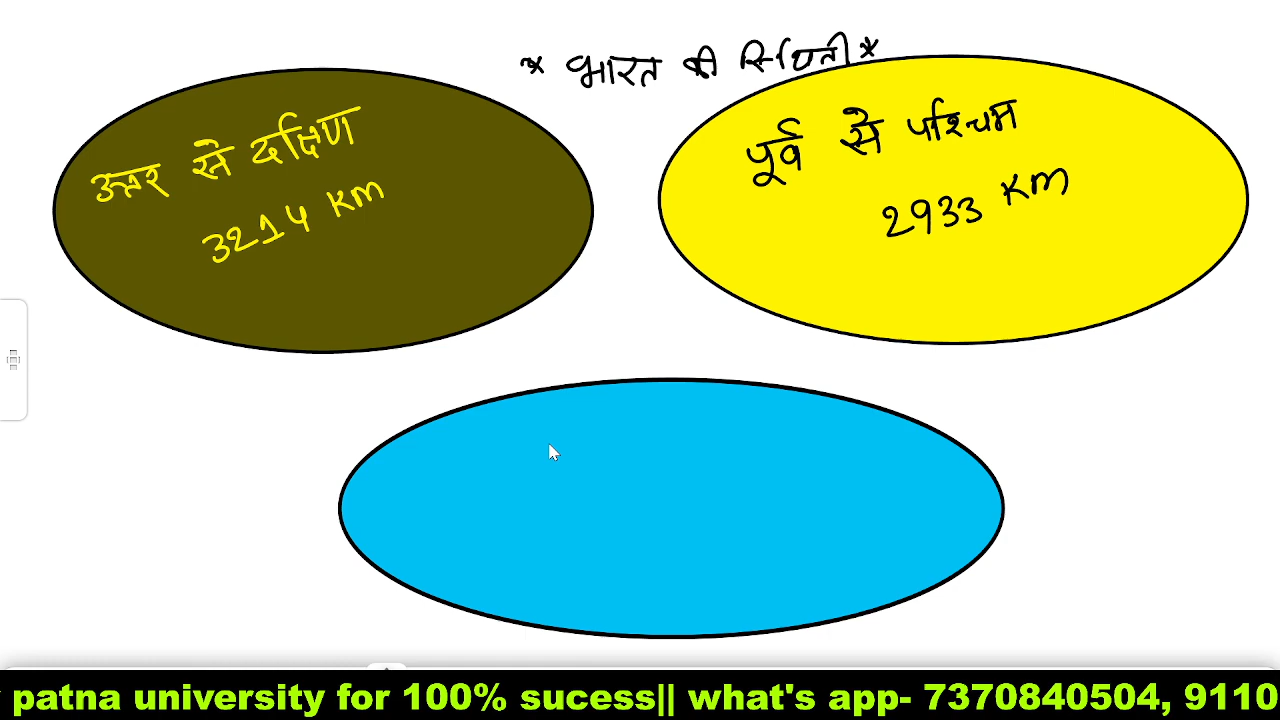 * भारत की स्थिती *
उत्तर से दक्षिण
3214 KM
पूर्व से पश्चिम
2933 KM
patna university for 100% sucess|| what's app- 7370840504, 9110